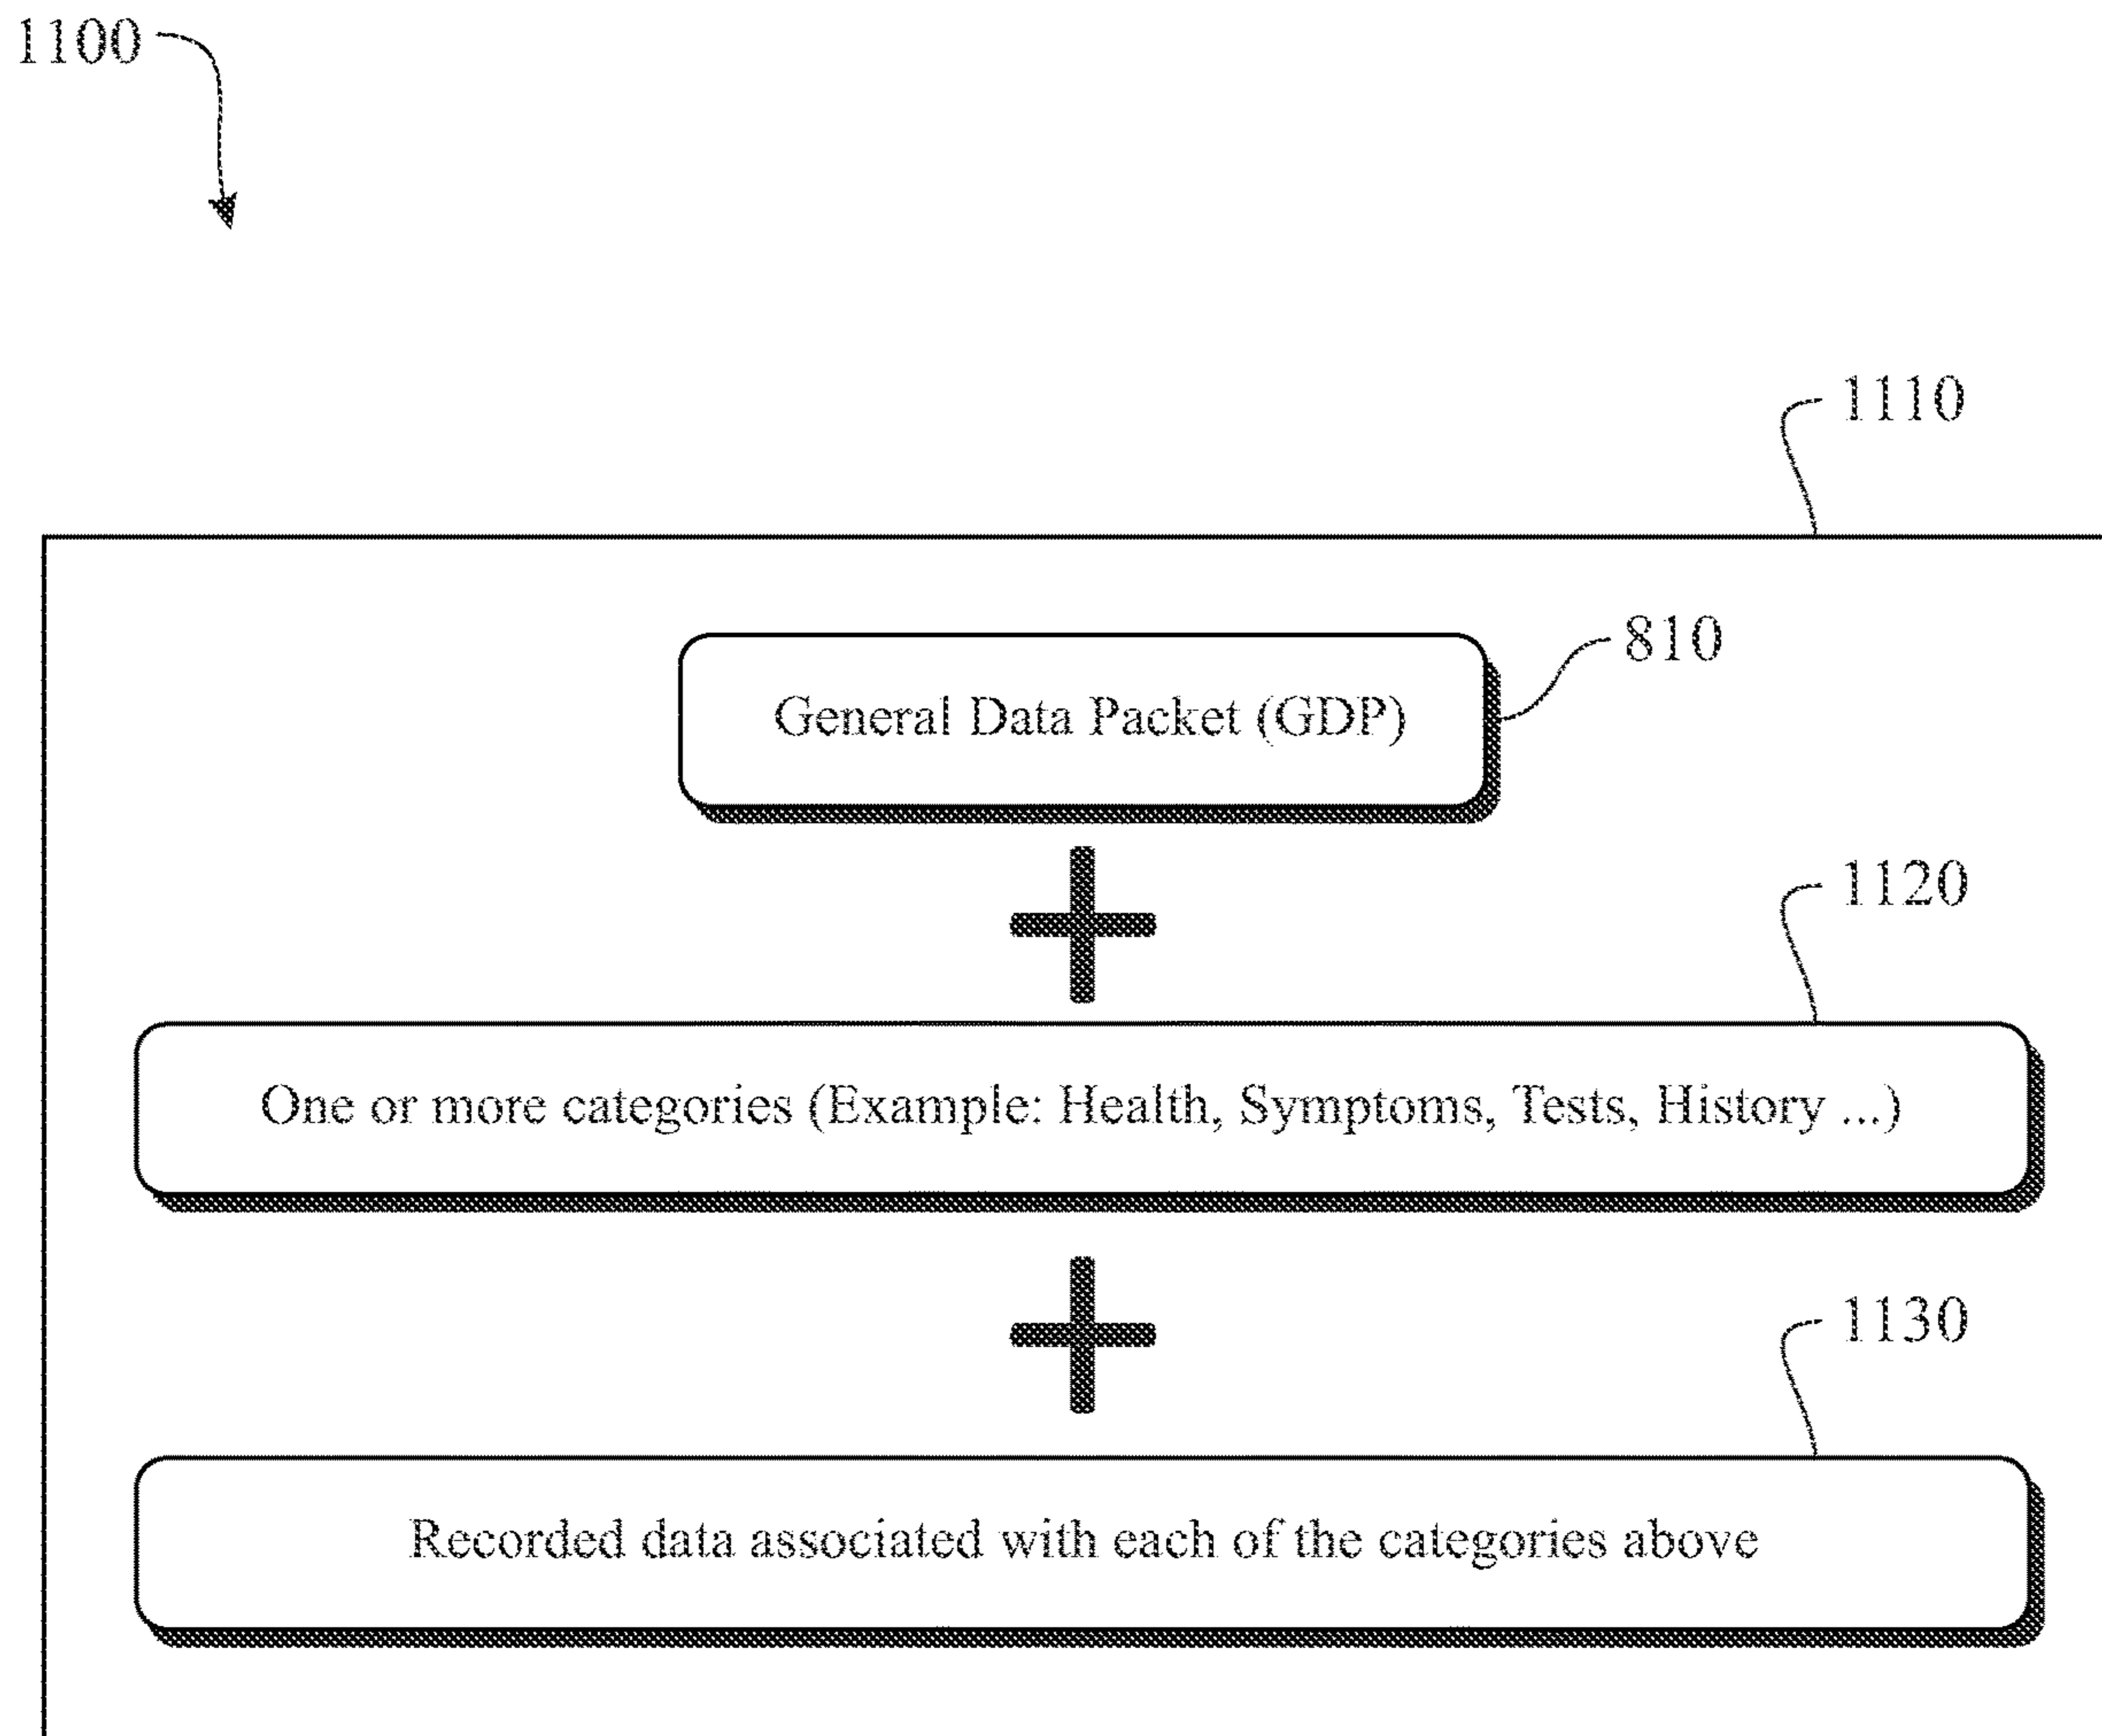 1100
1110
810
General Data Packet (GDP)
1120
One or more categories (Example: Health, Symptoms, Tests, History ...)
1130
Recorded data associated with each of the categories above